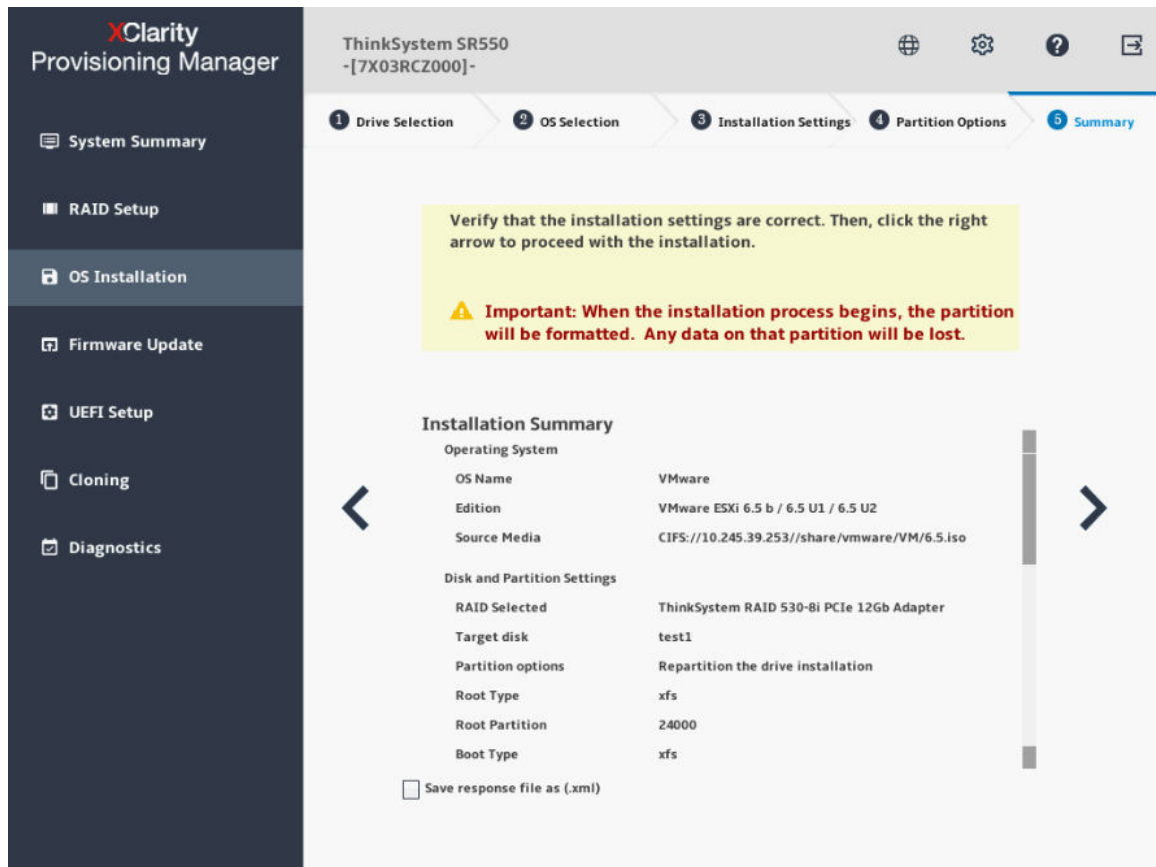 XClarity
Provisioning Manager
System Summary
RAID Setup
OS Installation
Firmware Update
UEFI Setup
Cloning
Diagnostics
ThinkSystem SR550
-[7X03RCZ000]-
?
1 Drive Selection
2 OS Selection
3 Installation Settings
4 Partition Options
5 Summary
Verify that the installation settings are correct. Then, click the right
arrow to proceed with the installation.
Important: When the installation process begins, the partition
will be formatted. Any data on that partition will be lost.
Installation Summary
Operating System
OS Name VMware
Edition VMware ESXi 6.5 b / 6.5 U1 / 6.5 U2
Source Media CIFS://10.245.39.253//share/vmware/VM/6.5.iso
Disk and Partition Settings
RAID Selected ThinkSystem RAID 530-8i PCIe 12Gb Adapter
Target disk test1
Partition options Repartition the drive installation
Root Type xfs
Root Partition 24000
Boot Type xfs
Save response file as (.xml)